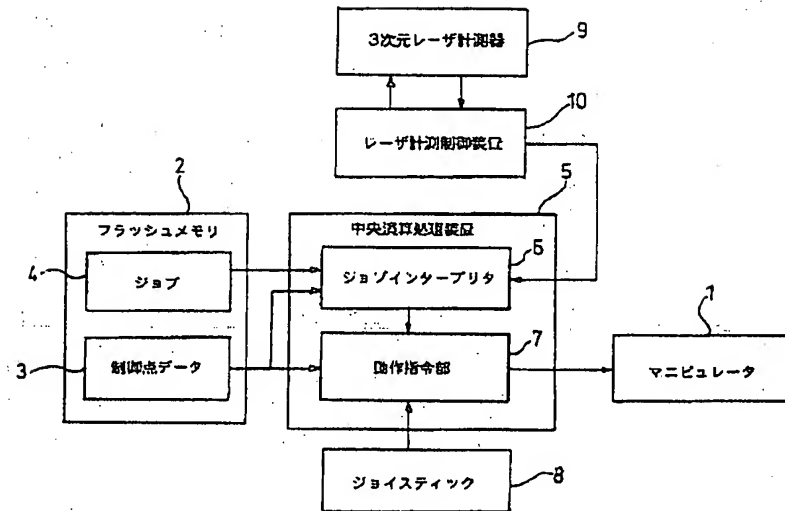 3次元レーザ計測器
9
レーザ計測制御装置
10
2
フラッシュメモリ
4
ジョブ
3
制御点データ
5
中央演算処理装置
6
ジョブインタープリタ
7
動作指令部
1
マニピュレータ
ジョイスティック
8